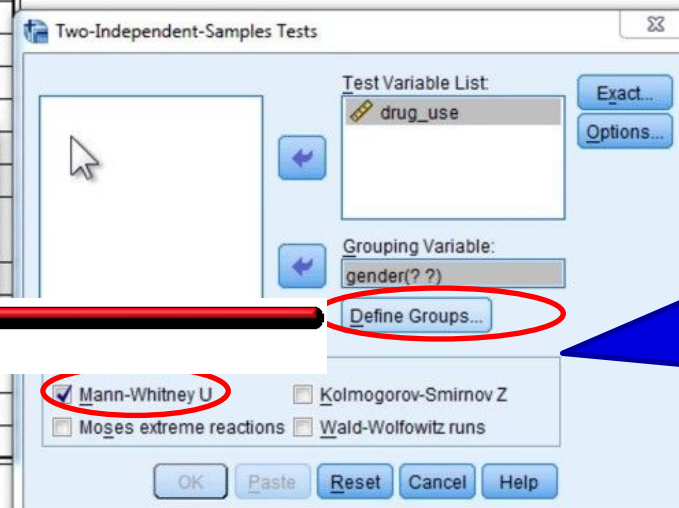 Two-Independent-Samples Tests
Test Variable List:
drug_use
Exact...
Options...
Grouping Variable:
gender(? ?)
Define Groups...
Mann-Whitney U
Kolmogorov-Smirnov Z
Moses extreme reactions
Wald-Wolfowitz runs
OK
Paste
Reset
Cancel
Help